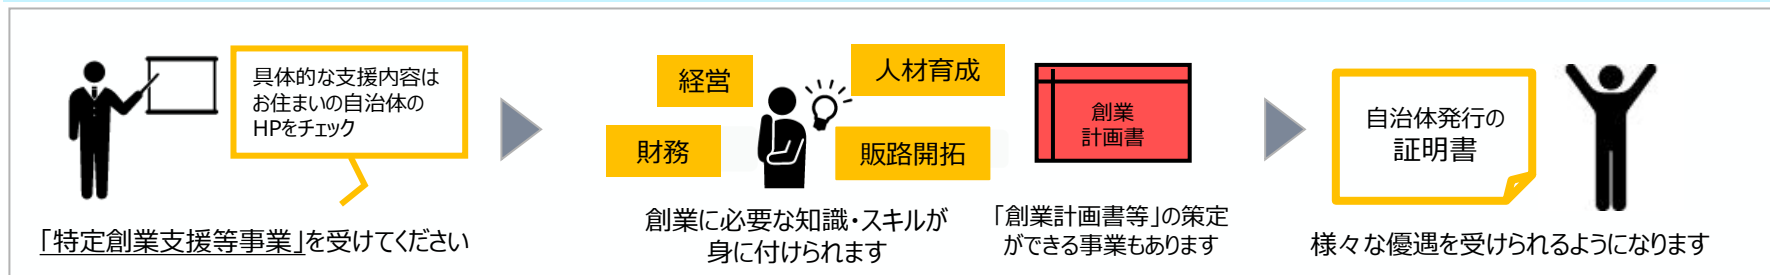 具体的な支援内容は
お住まいの自治体の
HPをチェック
「特定創業支援等事業」を受けてください
経営
人材育成
財務
販路開拓
創業に必要な知識・スキルが
身に付けられます
創業
計画書
「創業計画書等」の策定
ができる事業もあります
自治体発行の
証明書
様々な優遇を受けられるようになります